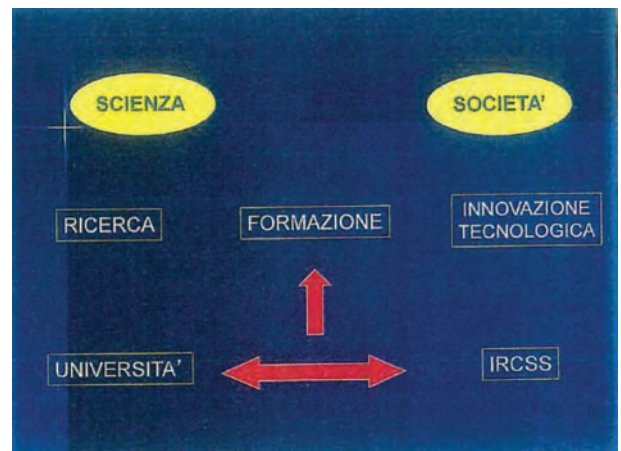 SCIENZA
SOCIETA'
RICERCA
FORMAZIONE
INNOVAZIONE
TECNOLOGICA
UNIVERSITA'
IRCSS